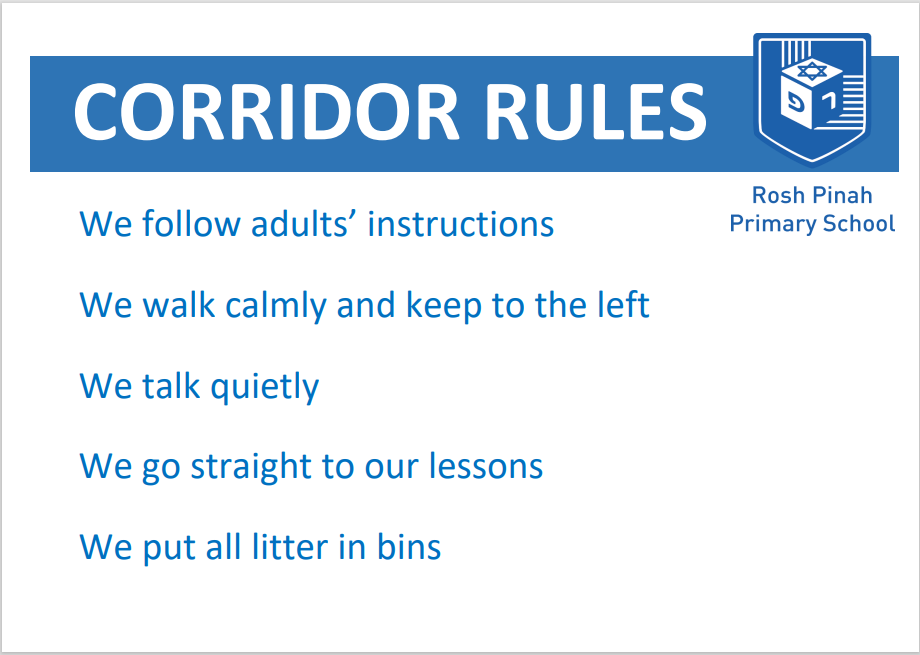 CORRIDOR RULES
ר פ
Rosh Pinah
Primary School
We follow adults’ instructions
We walk calmly and keep to the left
We talk quietly
We go straight to our lessons
We put all litter in bins